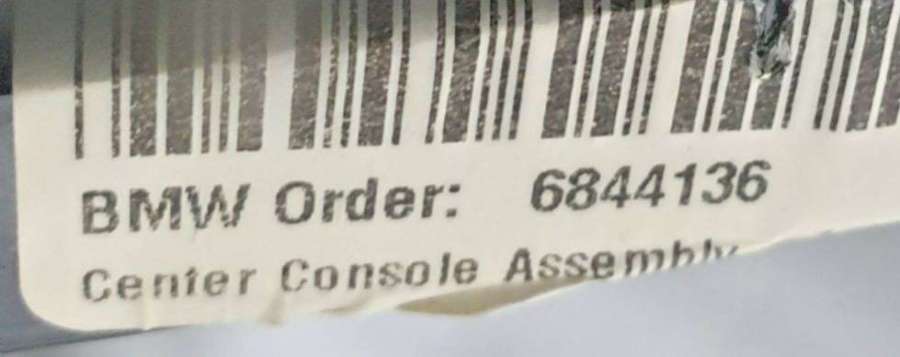 BMW Order: 6844136
Center Console Assembly